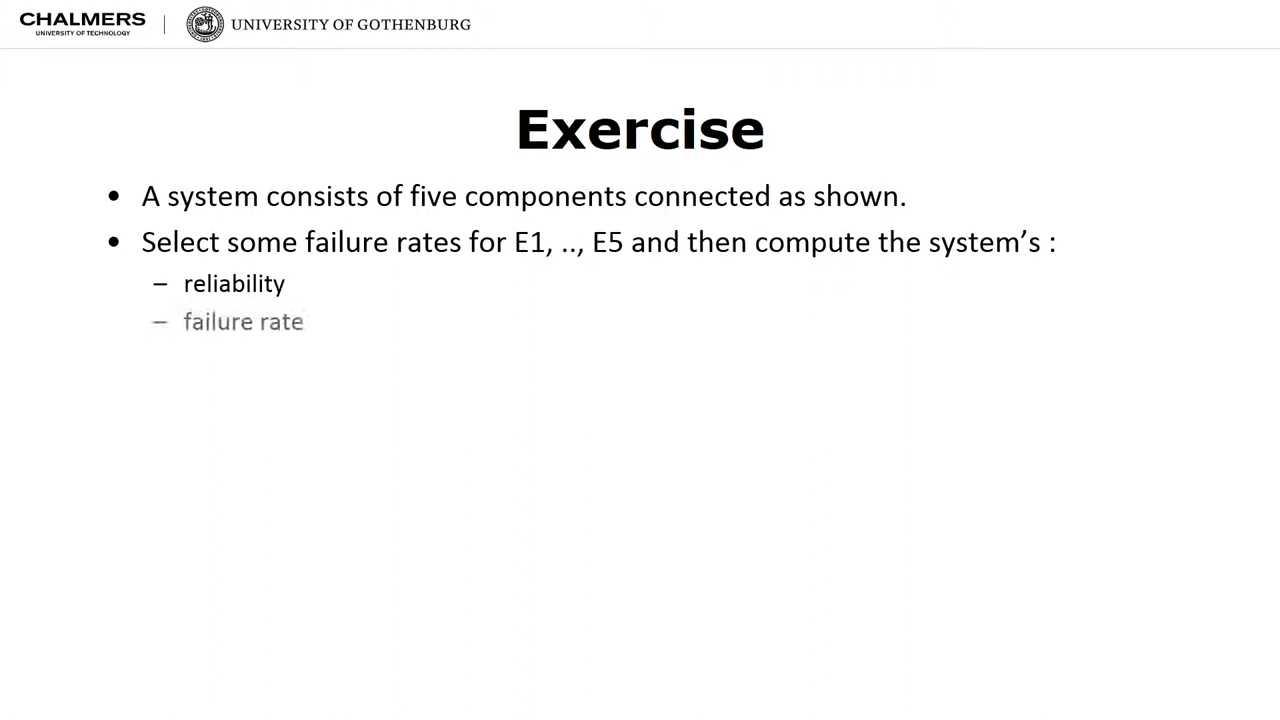 CHALMERS
UNIVERSITY OF TECHNOLOGY
UNIVERSITY OF GOTHENBURG
Exercise
• A system consists of five components connected as shown.
• Select some failure rates for E1, .., E5 and then compute the system’s :
– reliability
– failure rate